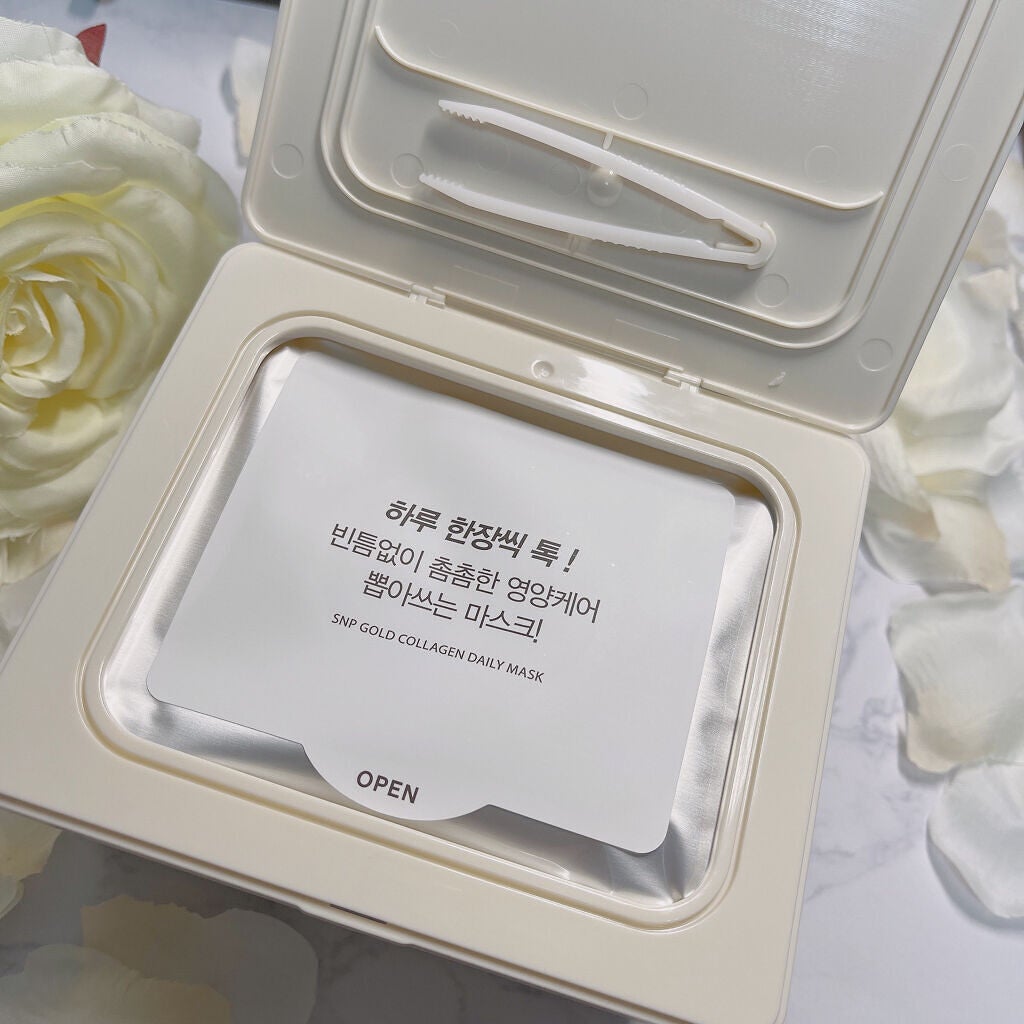 하루 한장씩 톡!
빈틈없이 촘촘한 영양케어
뽑아쓰는 마스크!
SNP GOLD COLLAGEN DAILY MASK
OPEN